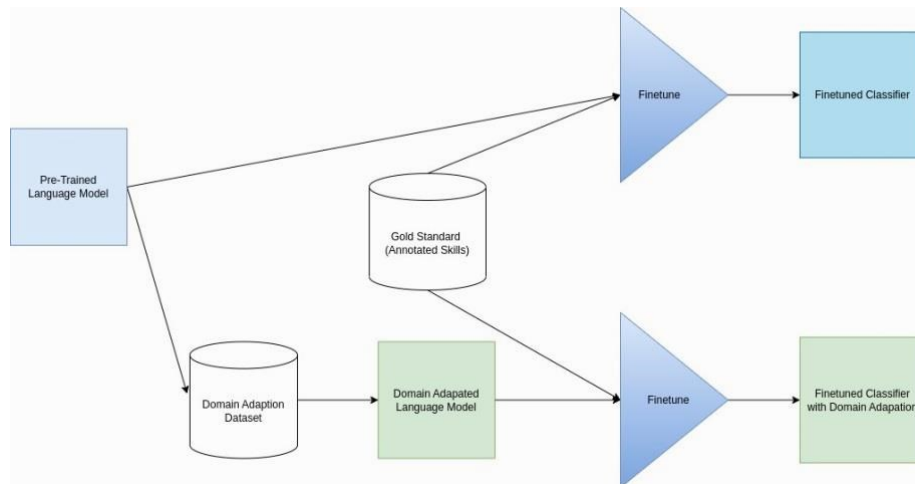 Finetune
Finetuned Classifier
Pre-Trained
Language Model
Gold Standard
(Annotated Skills)
Domain Adaption
Dataset
Domain Adapated
Language Model
Finetune
Finetuned Classifier
with Domain Adapation